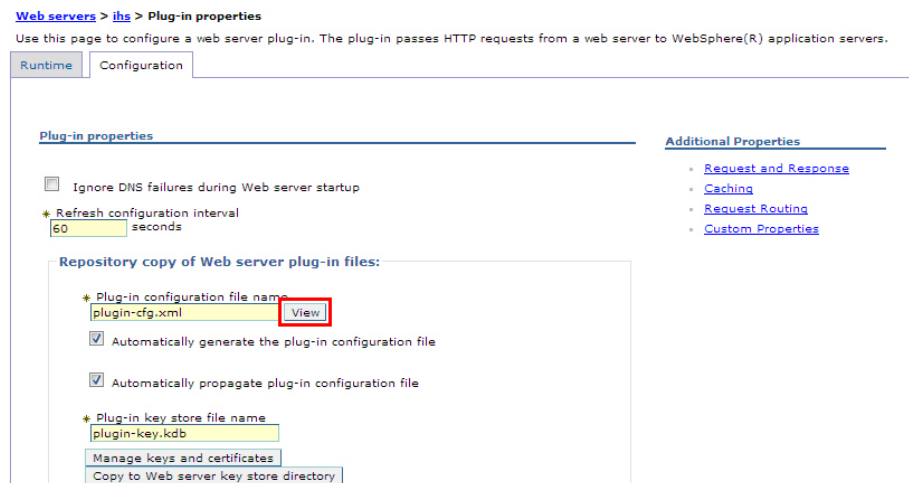 Web servers > ihs > Plug-in properties
Use this page to configure a web server plug-in. The plug-in passes HTTP requests from a web server to WebSphere(R) application servers.
Runtime
Configuration
Plug-in properties
Ignore DNS failures during Web server startup
Refresh configuration interval
60 seconds
Repository copy of Web server plug-in files:
Plug-in configuration file name
plugin-cfg.xml View
Automatically generate the plug-in configuration file
Automatically propagate plug-in configuration file
Plug-in key store file name
plugin-key.kdb
Manage keys and certificates
Copy to Web server key store directory
Additional Properties
Request and Response
Caching
Request Routing
Custom Properties